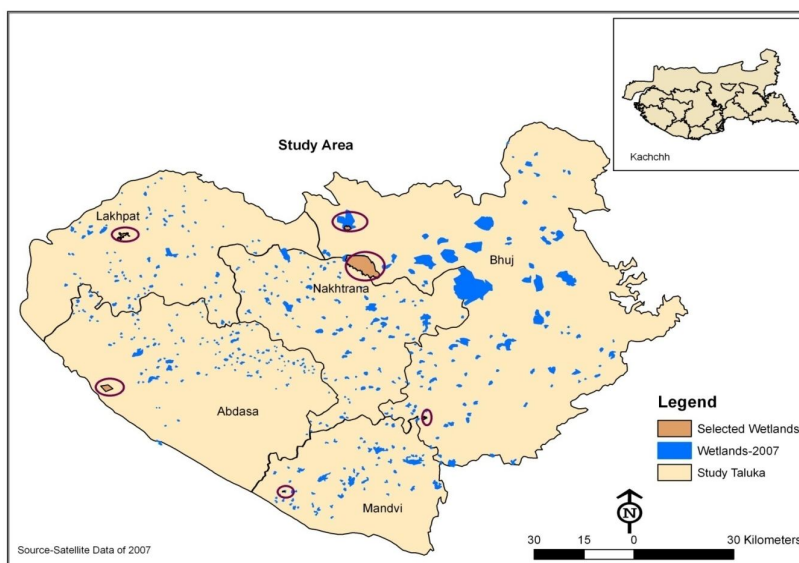 Study Area
Kachchh
Lakhpat
Bhuj
Nakhtrana
Abdasa
Mandvi
Legend
Selected Wetlands
Wetlands-2007
Study Taluka
N
30 15 0 30 Kilometers
Source-Satellite Data of 2007